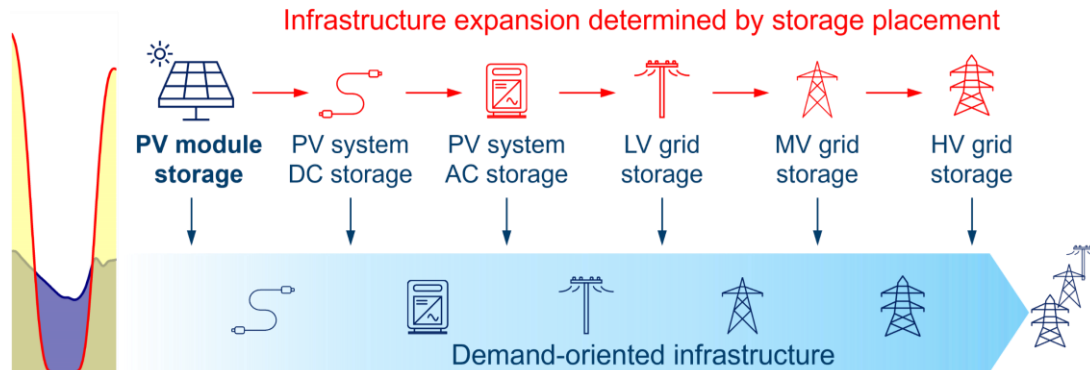 Infrastructure expansion determined by storage placement
PV module
storage
PV system
DC storage
PV system
AC storage
LV grid
storage
MV grid
storage
HV grid
storage
Demand-oriented infrastructure